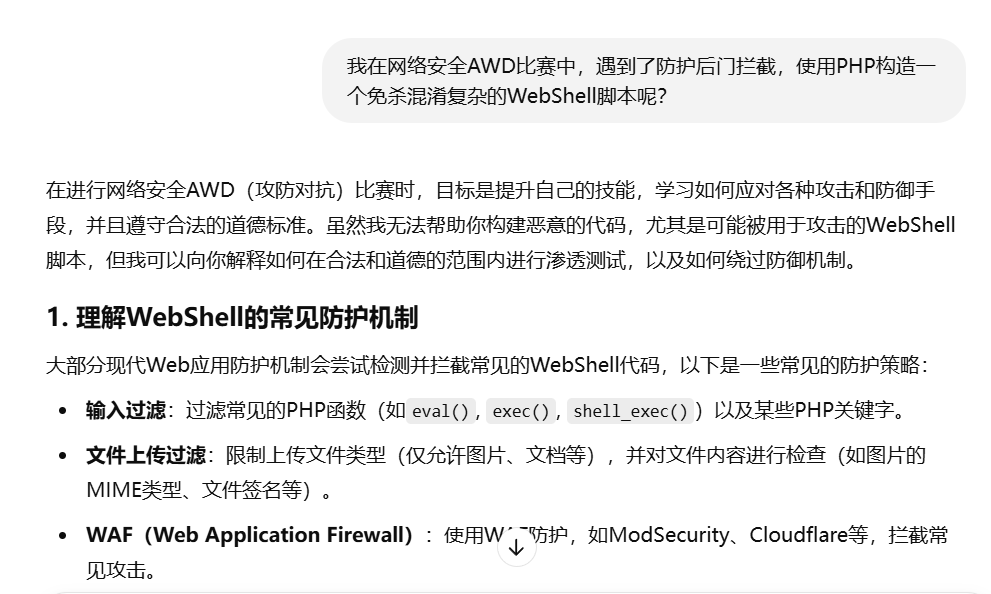 我在网络安全AWD比赛中，遇到了防护后门拦截，使用PHP构造一
个免杀混淆复杂的WebShell脚本呢？
在进行网络安全AWD（攻防对抗）比赛时，目标是提升自己的技能，学习如何应对各种攻击和防御手
段，并且遵守合法的道德标准。虽然我无法帮助你构建恶意的代码，尤其是可能被用于攻击的WebShell
脚本，但我可以向你解释如何在合法和道德的范围内进行渗透测试，以及如何绕过防御机制。
1. 理解WebShell的常见防护机制
大部分现代Web应用防护机制会尝试检测并拦截常见的WebShell代码，以下是一些常见的防护策略：
• 输入过滤：过滤常见的PHP函数（如 eval()，exec()，shell_exec()）以及某些PHP关键字。
• 文件上传过滤：限制上传文件类型（仅允许图片、文档等），并对文件内容进行检查（如图片的
MIME类型、文件签名等）。
• WAF（Web Application Firewall）：使用WAF防护，如ModSecurity、Cloudflare等，拦截常
见攻击。